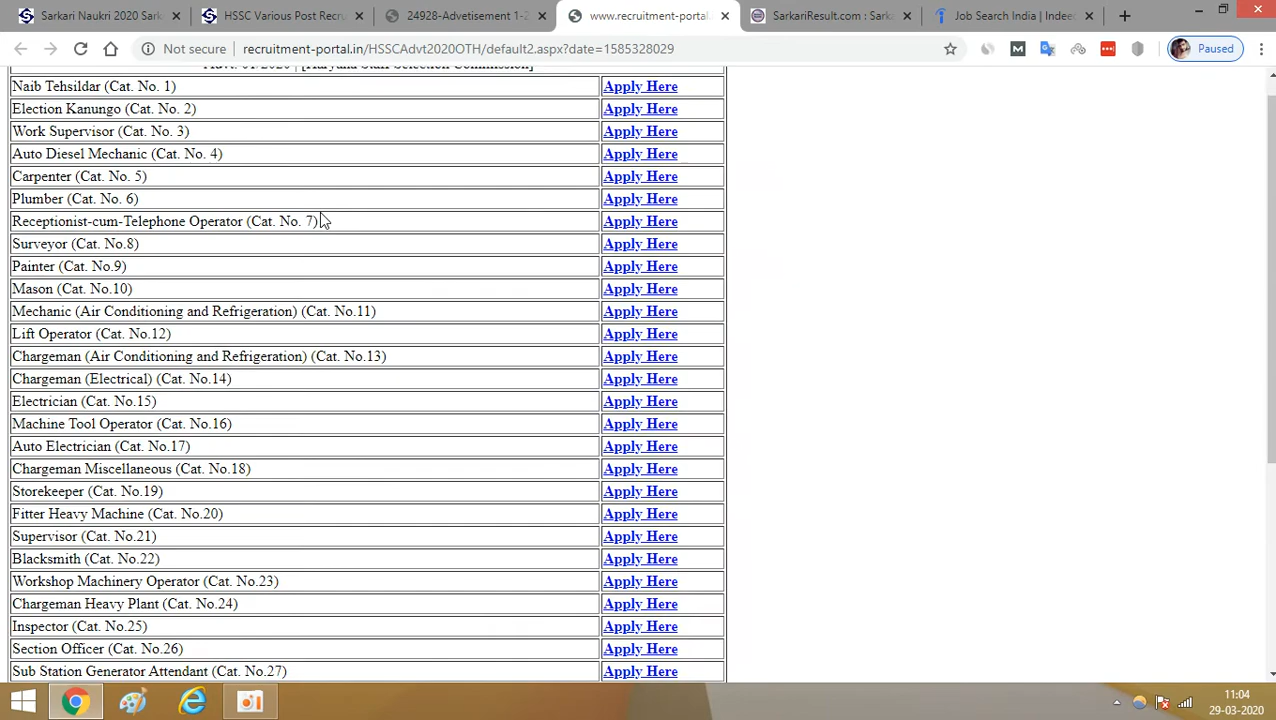 Sarkari Naukri 2020 Sark
HSSC Various Post Recru
24928-Advetisement 1-2
www.recruitment-portal.
SarkariResult.com : Sarka
Job Search India | Indeed
Not secure
recruitment-portal.in/HSSCAdvt2020OTH/default2.aspx?date=1585328029
Paused
Advt. 01/2020 | [Haryana Staff Selection Commission]
Naib Tehsildar (Cat. No. 1) Apply Here
Election Kanungo (Cat. No. 2) Apply Here
Work Supervisor (Cat. No. 3) Apply Here
Auto Diesel Mechanic (Cat. No. 4) Apply Here
Carpenter (Cat. No. 5) Apply Here
Plumber (Cat. No. 6) Apply Here
Receptionist-cum-Telephone Operator (Cat. No. 7) Apply Here
Surveyor (Cat. No.8) Apply Here
Painter (Cat. No.9) Apply Here
Mason (Cat. No.10) Apply Here
Mechanic (Air Conditioning and Refrigeration) (Cat. No.11) Apply Here
Lift Operator (Cat. No.12) Apply Here
Chargeman (Air Conditioning and Refrigeration) (Cat. No.13) Apply Here
Chargeman (Electrical) (Cat. No.14) Apply Here
Electrician (Cat. No.15) Apply Here
Machine Tool Operator (Cat. No.16) Apply Here
Auto Electrician (Cat. No.17) Apply Here
Chargeman Miscellaneous (Cat. No.18) Apply Here
Storekeeper (Cat. No.19) Apply Here
Fitter Heavy Machine (Cat. No.20) Apply Here
Supervisor (Cat. No.21) Apply Here
Blacksmith (Cat. No.22) Apply Here
Workshop Machinery Operator (Cat. No.23) Apply Here
Chargeman Heavy Plant (Cat. No.24) Apply Here
Inspector (Cat. No.25) Apply Here
Section Officer (Cat. No.26) Apply Here
Sub Station Generator Attendant (Cat. No.27) Apply Here
11:04
29-03-2020